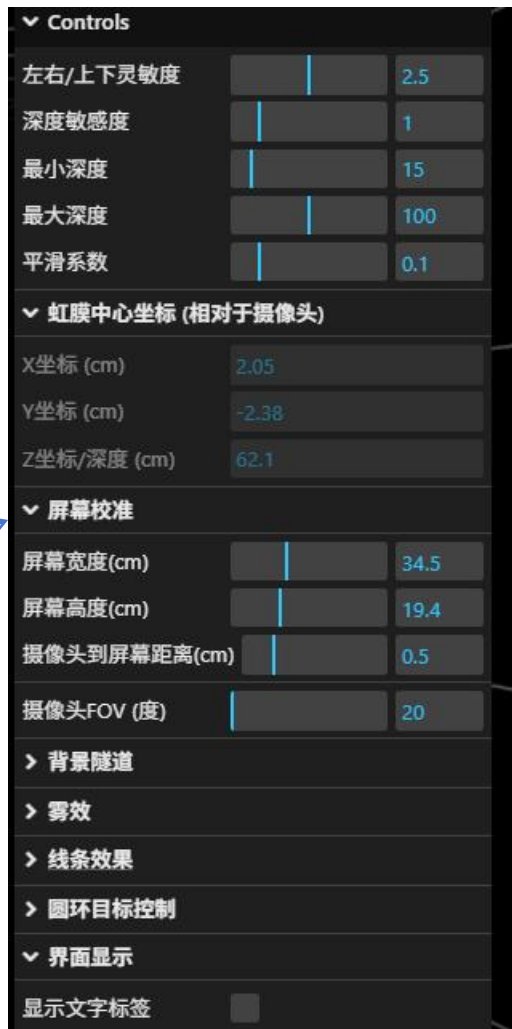 Controls
左右/上下灵敏度 2.5
深度敏感度 1
最小深度 15
最大深度 100
平滑系数 0.1
虹膜中心坐标 (相对于摄像头)
X坐标 (cm) 2.05
Y坐标 (cm) -2.38
Z坐标/深度 (cm) 62.1
屏幕校准
屏幕宽度(cm) 34.5
屏幕高度(cm) 19.4
摄像头到屏幕距离(cm) 0.5
摄像头FOV (度) 20
背景隧道
雾效
线条效果
圆环目标控制
界面显示
显示文字标签